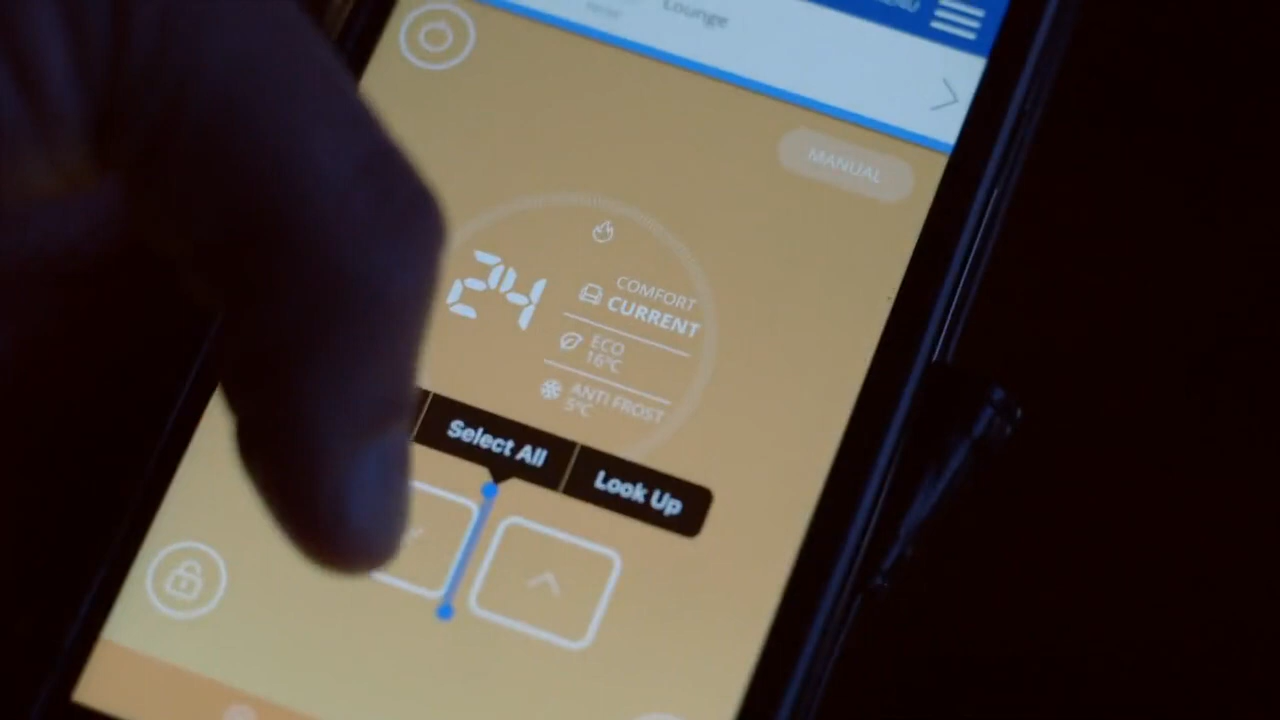 Lounge
MANUAL
24
COMFORT
CURRENT
ECO
16°C
ANTI FROST
5°C
Select All
Look Up